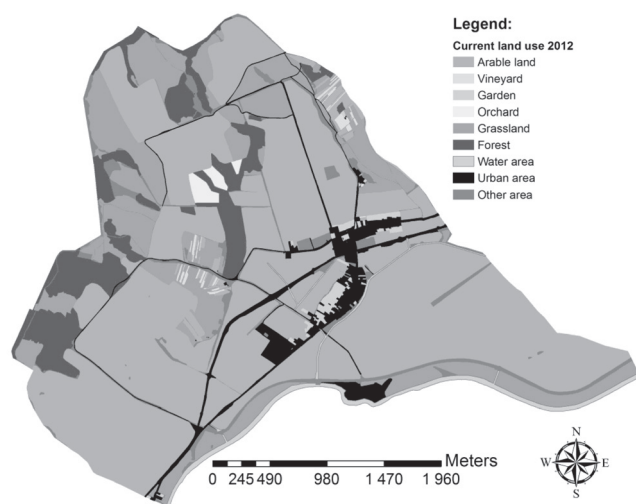 Legend:
Current land use 2012
Arable land
Vineyard
Garden
Orchard
Grassland
Forest
Water area
Urban area
Other area
Meters
0 245 490 980 1 470 1 960
N
W E
S